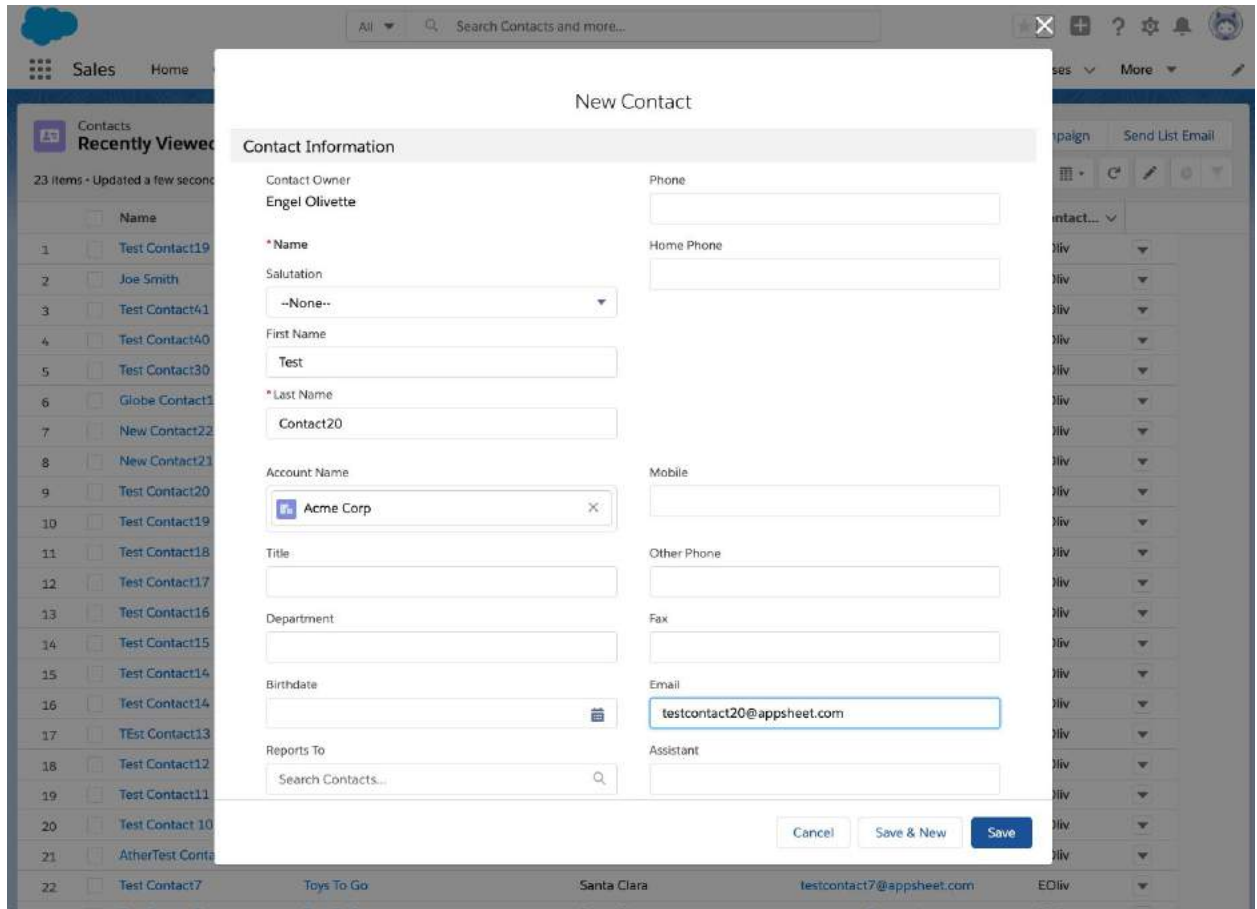 All
Search Contacts and more...
Sales Home More
New Contact
Contacts
Recently Viewed
Send List Email
Contact Information
23 items • Updated a few
Contact Owner
Engel Olivette
Phone
Name
*Name
Home Phone
Salutation
--None--
First Name
Test
*Last Name
Contact20
Account Name
Acme Corp
Mobile
Title
Other Phone
Department
Fax
Birthdate
Email
testcontact20@appsheet.com
Reports To
Search Contacts...
Assistant
Cancel Save & New Save
1 Test Contact19
2 Joe Smith
3 Test Contact41
4 Test Contact40
5 Test Contact30
6 Globe Contact1
7 New Contact22
8 New Contact21
9 Test Contact20
10 Test Contact19
11 Test Contact18
12 Test Contact17
13 Test Contact16
14 Test Contact15
15 Test Contact14
16 Test Contact14
17 TEst Contact13
18 Test Contact12
19 Test Contact11
20 Test Contact 10
21 AtherTest Conta
22 Test Contact7 Toys To Go Santa Clara testcontact7@appsheet.com EOliv